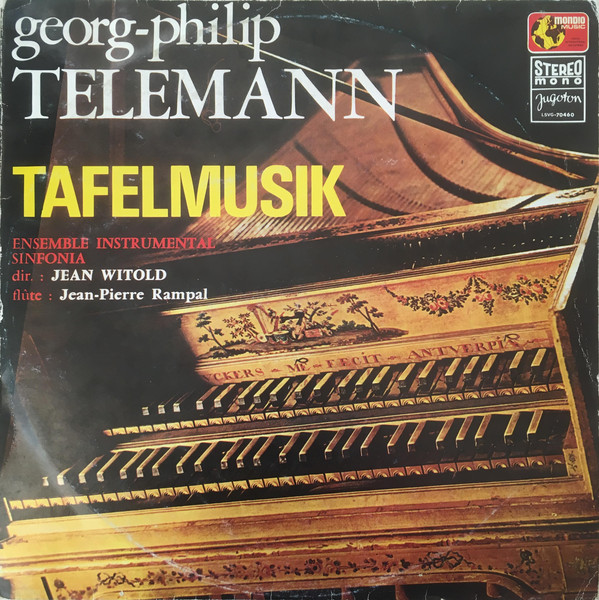 georg-philip
TELEMANN
MONDIO
MUSIC
STEREO
mono
Jugoton
LSVG-70460
TAFELMUSIK
ENSEMBLE INSTRUMENTAL
SINFONIA
dir. : JEAN WITOLD
flûte : Jean-Pierre Rampal
CKERS ME FECIT ANTVERPIÆ